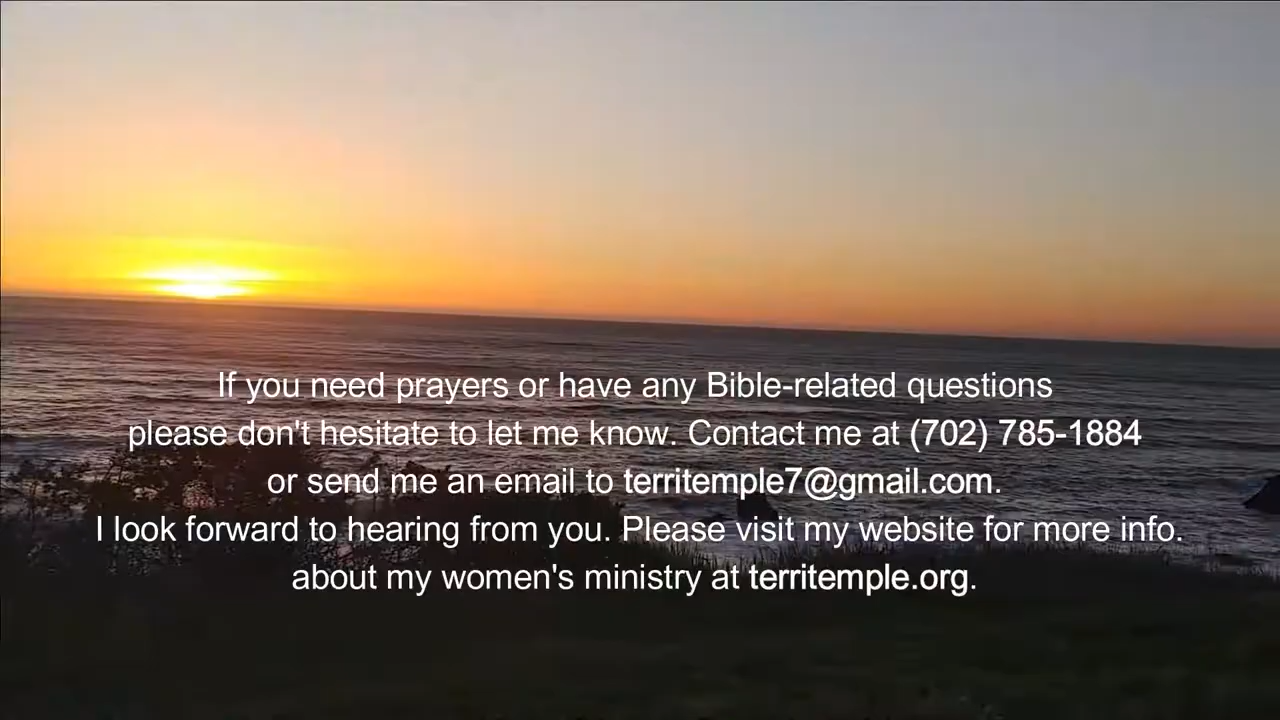 If you need prayers or have any Bible-related questions
please don't hesitate to let me know. Contact me at (702) 785-1884
or send me an email to territemple7@gmail.com.
I look forward to hearing from you. Please visit my website for more info.
about my women's ministry at territemple.org.